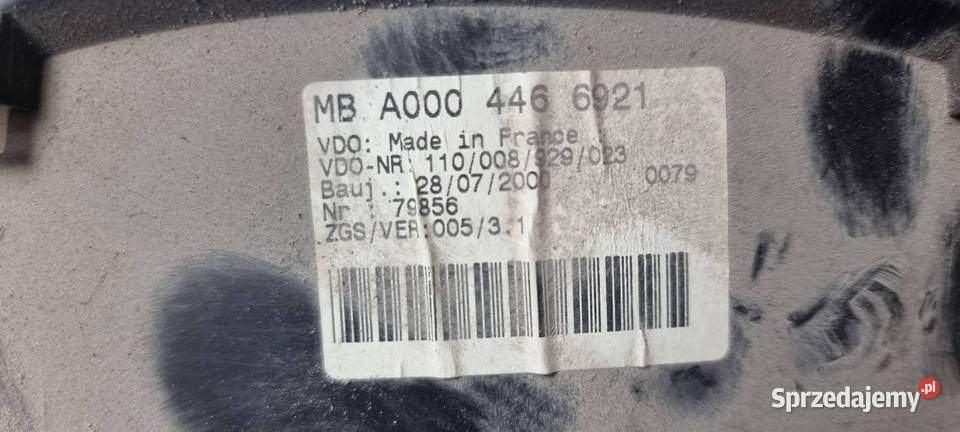 MB A000 446 6921
VDO: Made in France
VDO-NR: 110/008/929/023
Bauj.: 28/07/2000 0079
Nr : 79856
ZGS/VER:005/3.1
Sprzedajemy.pl